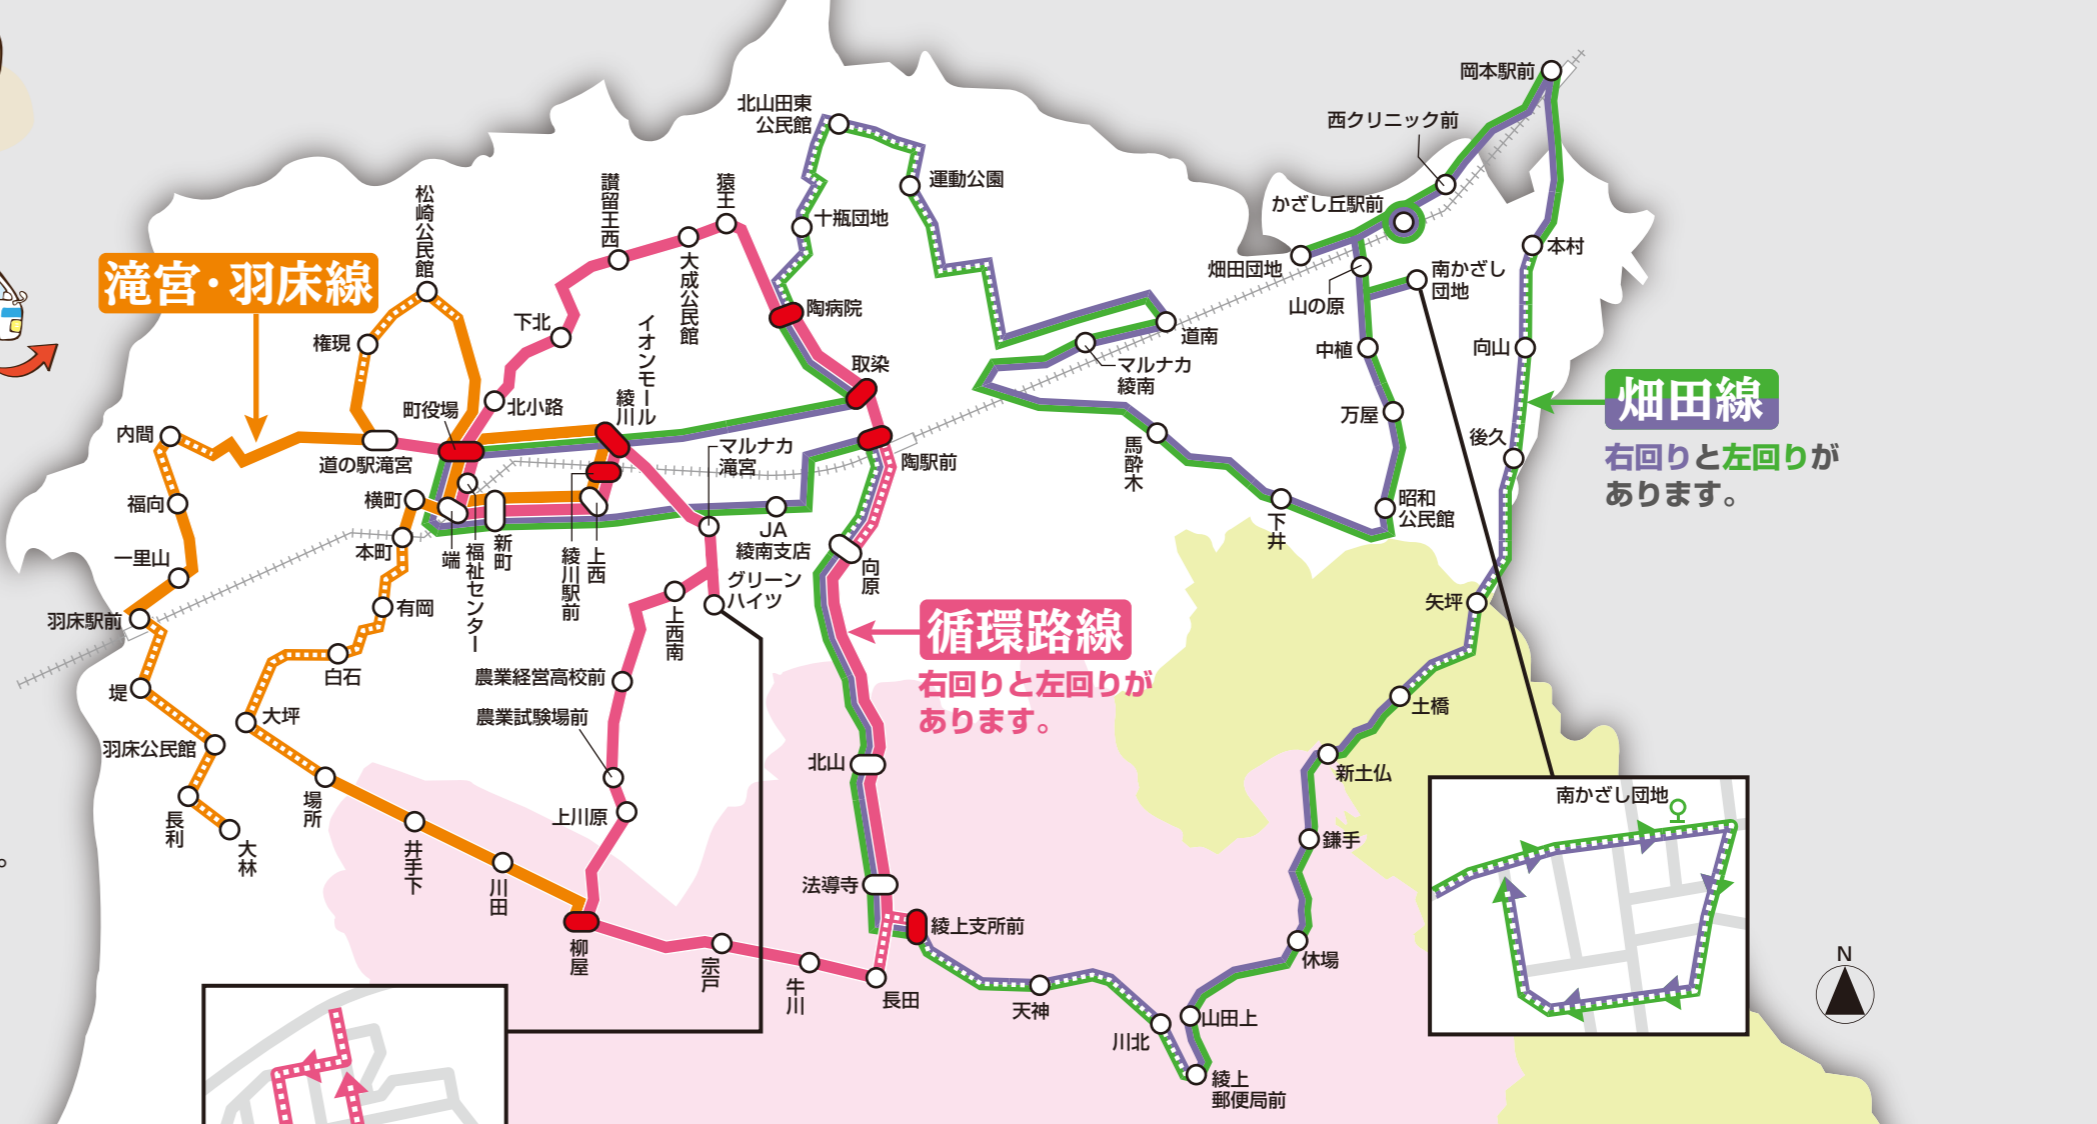 岡本駅前
西クリニック前
かざし丘駅前
畑田団地
山の原
南かざし
団地
本村
中植
向山
万屋
後久
昭和
公民館
下井
馬酔木
マルナカ
綾南
道南
運動公園
北山田東
公民館
十瓶団地
猿王
讃留王西
大成公民館
陶病院
取染
陶駅前
下北
イオンモール
綾川
北小路
町役場
松崎公民館
滝宮・羽床線
権現
内間
道の駅滝宮
横町
福向
一里山
本町
端
福祉センター
新町
綾川駅前
上西
マルナカ
滝宮
JA
綾南支店
グリーン
ハイツ
向原
羽床駅前
有岡
白石
堤
大坪
羽床公民館
長利
大林
場所
井手下
川田
柳屋
上西南
農業経営高校前
農業試験場前
上川原
循環路線
右回りと左回りが
あります。
畑田線
右回りと左回りが
あります。
矢坪
土橋
新土仏
鎌手
休場
山田上
川北
綾上
郵便局前
天神
綾上支所前
法導寺
北山
長田
牛川
宗戸
南かざし団地
N
。